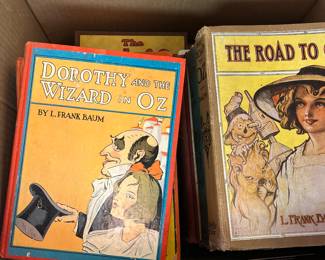 DOROTHY AND THE
WIZARD IN OZ
BY L. FRANK BAUM
The
THE ROAD TO
L. FRANK BA